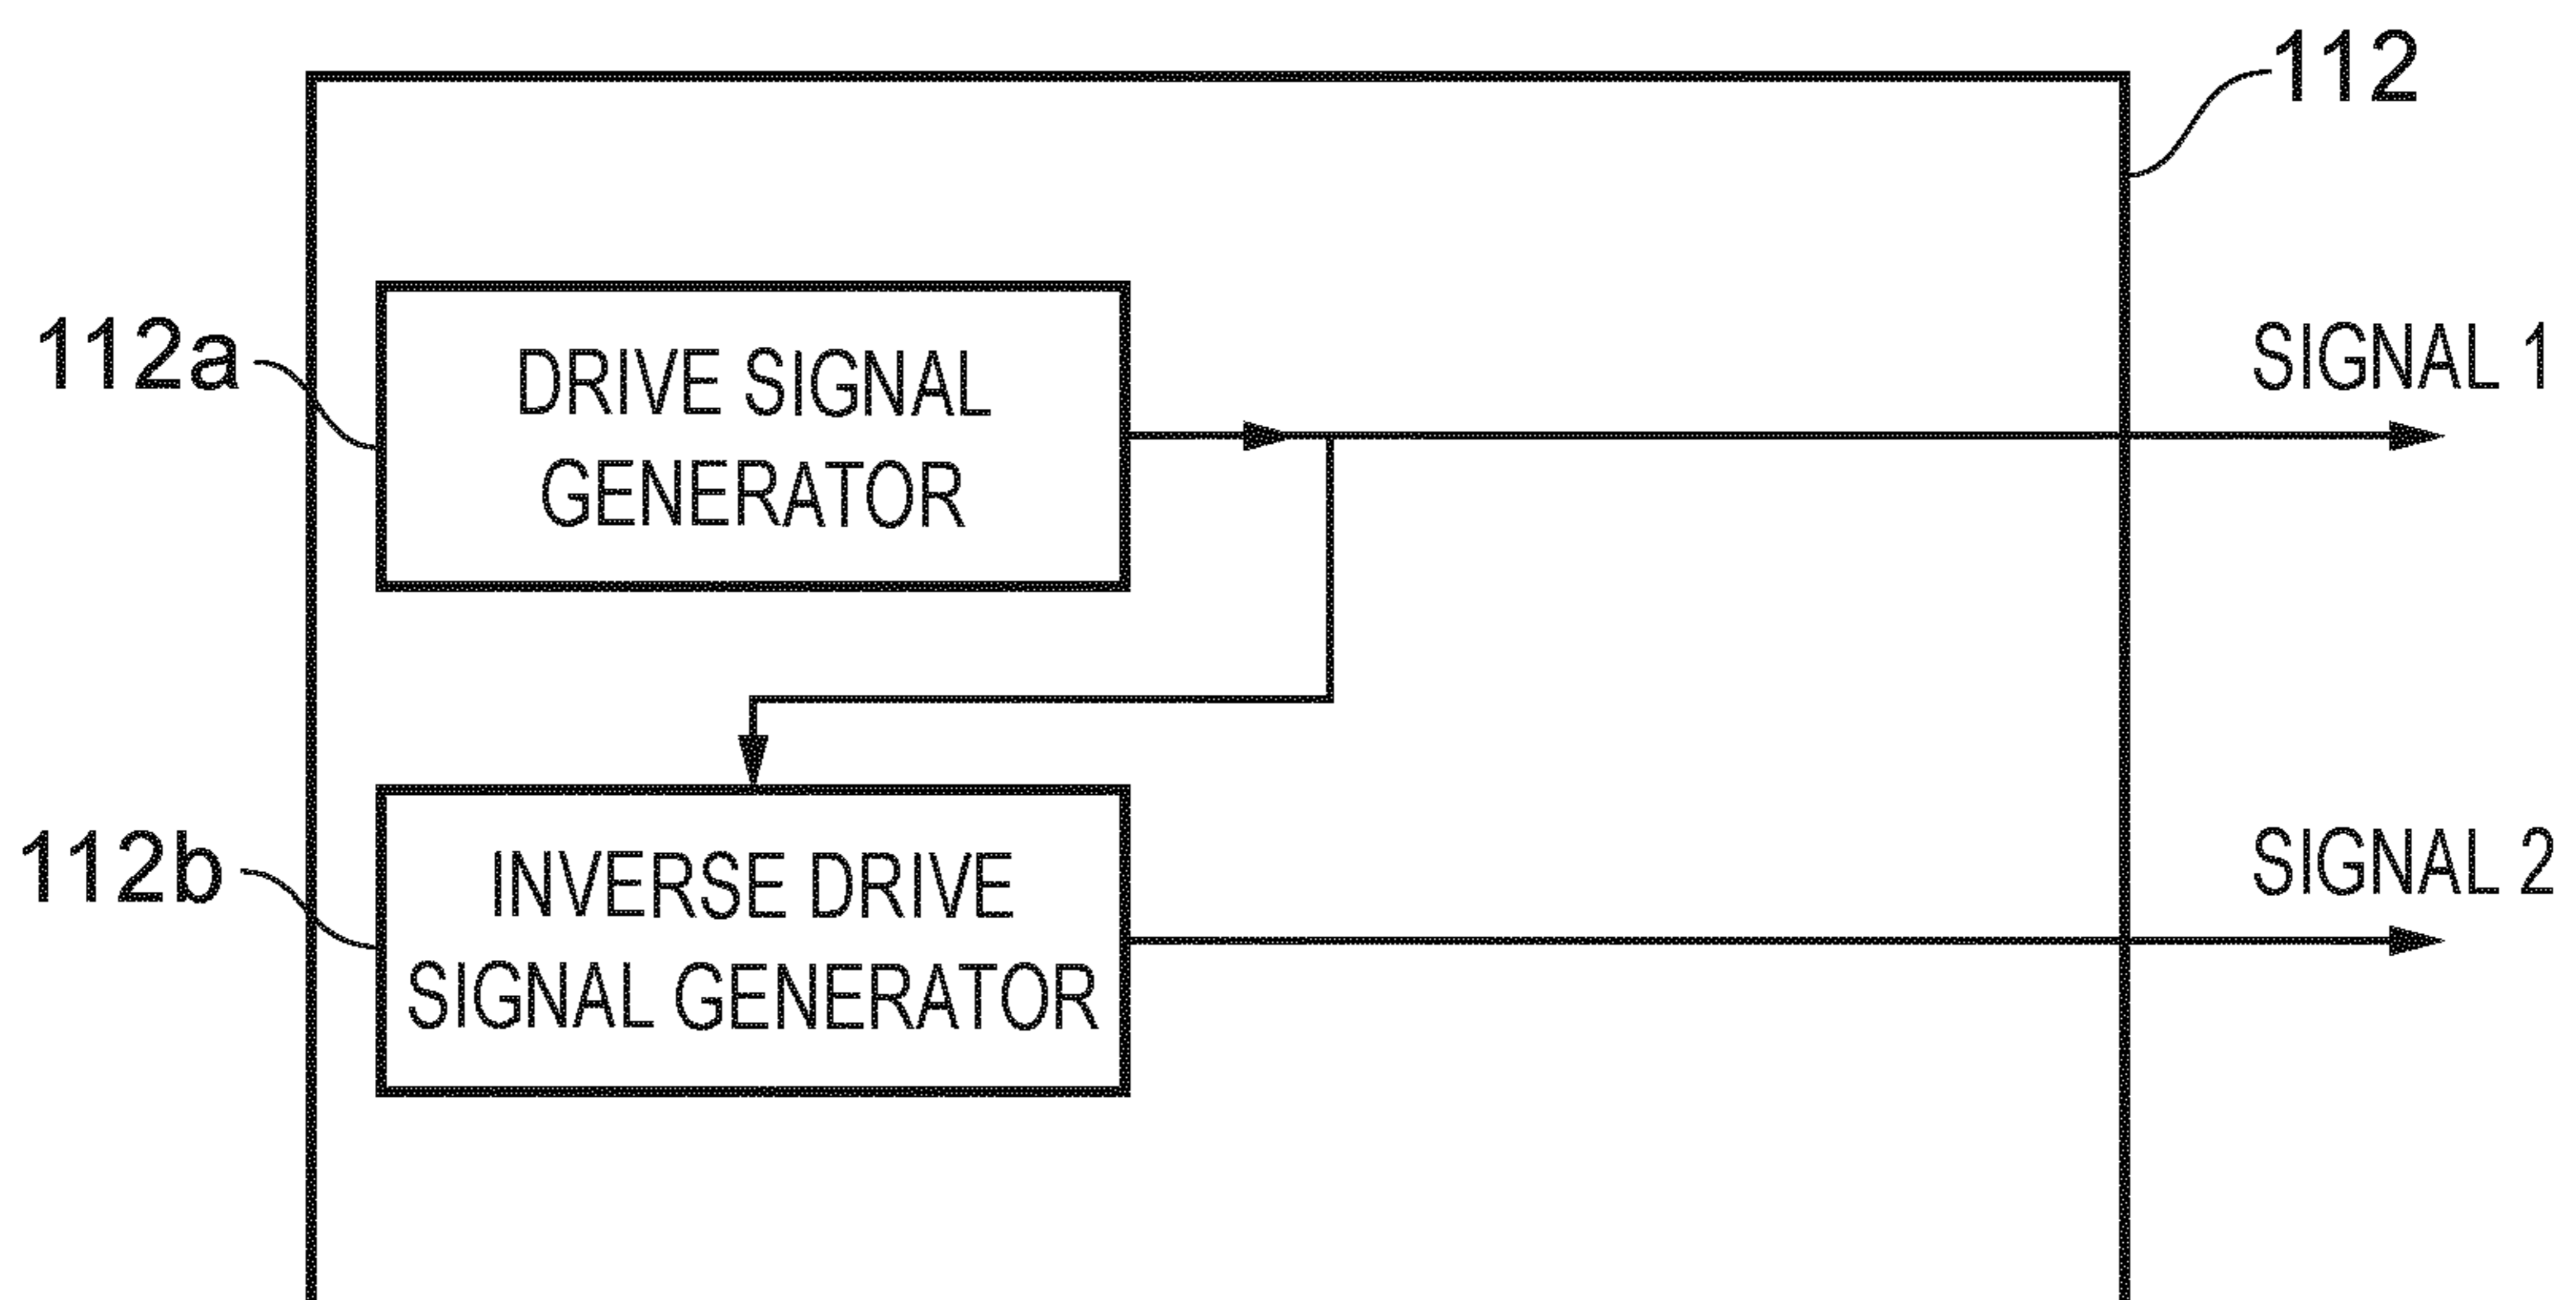 112
112a
DRIVE SIGNAL
GENERATOR
SIGNAL 1
112b
INVERSE DRIVE
SIGNAL GENERATOR
SIGNAL 2